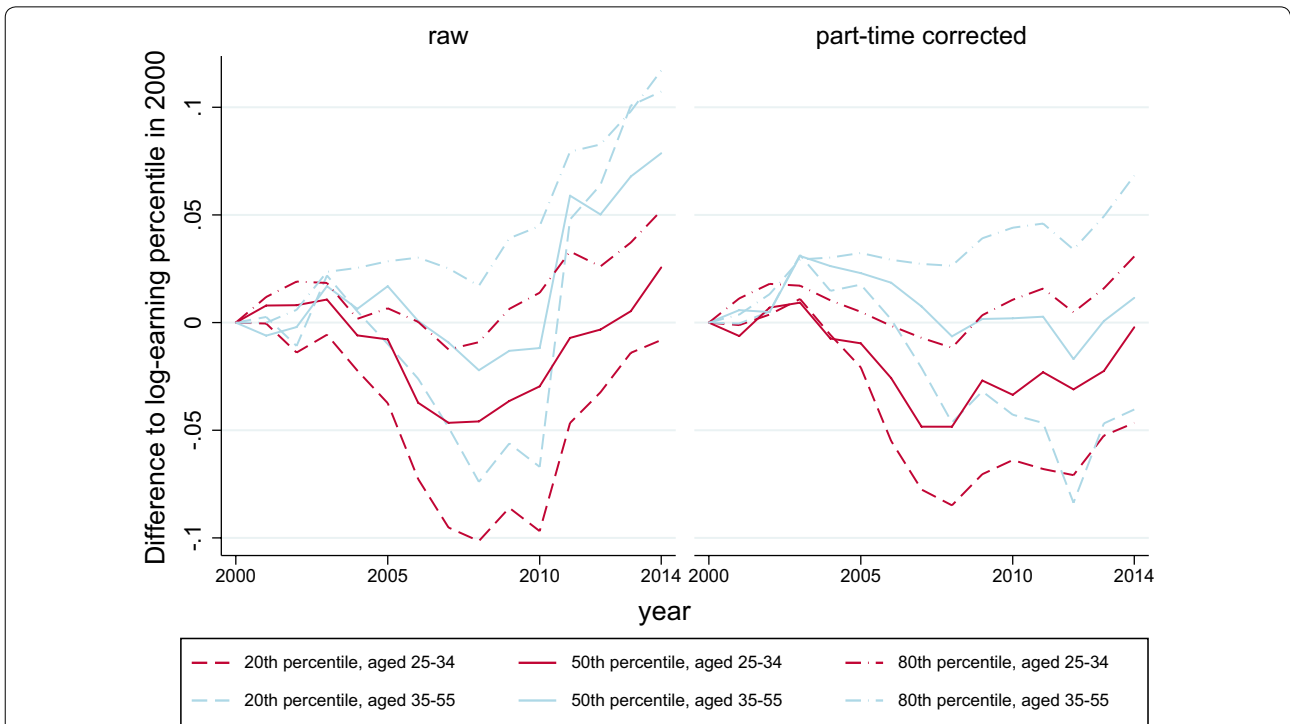 raw
part-time corrected
Difference to log-earning percentile in 2000
.1
.05
0
-.05
-.1
2000 2005 2010 2014
2000 2005 2010 2014
year
20th percentile, aged 25-34 50th percentile, aged 25-34 80th percentile, aged 25-34
20th percentile, aged 35-55 50th percentile, aged 35-55 80th percentile, aged 35-55